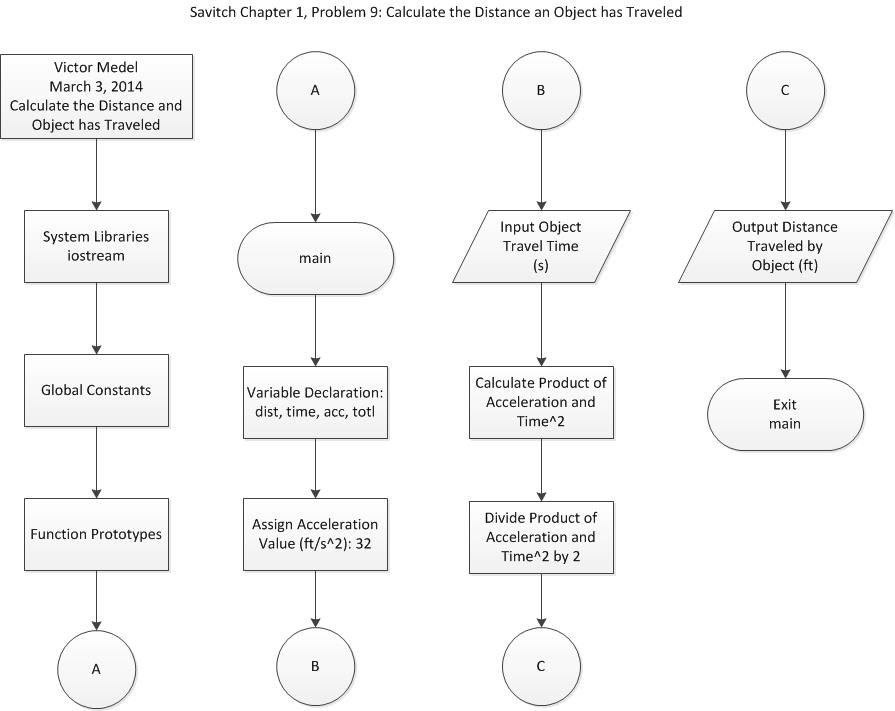 Savitch Chapter 1, Problem 9: Calculate the Distance an Object has Traveled
Victor Medel
March 3, 2014
Calculate the Distance and
Object has Traveled
System Libraries
iostream
Global Constants
Function Prototypes
A
A
main
Variable Declaration:
dist, time, acc, totl
Assign Acceleration
Value (ft/s^2): 32
B
B
Input Object
Travel Time
(s)
Calculate Product of
Acceleration and
Time^2
Divide Product of
Acceleration and
Time^2 by 2
C
C
Output Distance
Traveled by
Object (ft)
Exit
main